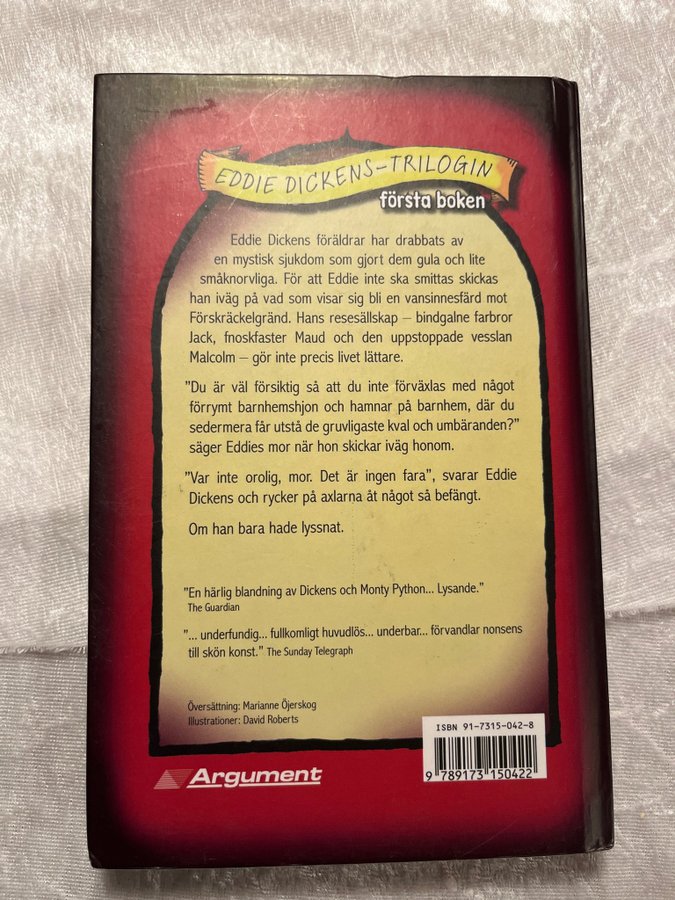 EDDIE DICKENS-TRILOGIN
första boken
Eddie Dickens föräldrar har drabbats av
en mystisk sjukdom som gjort dem gula och lite
småknorvliga. För att Eddie inte ska smittas skickas
han iväg på vad som visar sig bli en vansinnesfärd mot
Förskräckelgränd. Hans resesällskap – bindgalne farbror
Jack, fnoskfaster Maud och den uppstoppade vesslan
Malcolm – gör inte precis livet lättare.
”Du är väl försiktig så att du inte förväxlas med något
förrymt barnhemshjon och hamnar på barnhem, där du
sedermera får utstå de gruvligaste kval och umbäranden?”
säger Eddies mor när hon skickar iväg honom.
”Var inte orolig, mor. Det är ingen fara”, svarar Eddie
Dickens och rycker på axlarna åt något så befängt.
Om han bara hade lyssnat.
”En härlig blandning av Dickens och Monty Python... Lysande.”
The Guardian
”... underfundig... fullkomligt huvudlös... underbar... förvandlar nonsens
till skön konst.” The Sunday Telegraph
Översättning: Marianne Öjerskog
Illustrationer: David Roberts
ISBN 91-7315-042-8
9 789173 150422
Argument